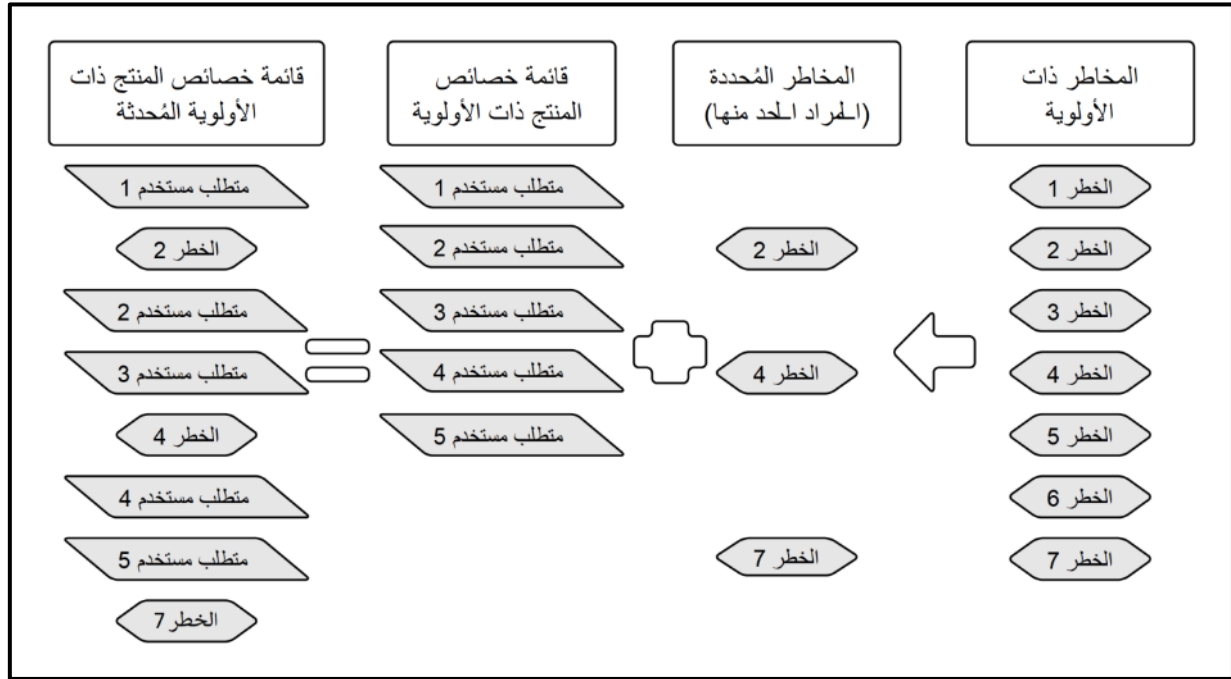 المخاطر ذات
الأولوية
الخطر 1
الخطر 2
الخطر 3
الخطر 4
الخطر 5
الخطر 6
الخطر 7
المخاطر المُحددة
(المراد الحد منها)
الخطر 2
الخطر 4
الخطر 7
قائمة خصائص
المنتج ذات الأولوية
متطلب مستخدم 1
متطلب مستخدم 2
متطلب مستخدم 3
متطلب مستخدم 4
متطلب مستخدم 5
قائمة خصائص المنتج ذات
الأولوية المُحدثة
متطلب مستخدم 1
الخطر 2
متطلب مستخدم 2
متطلب مستخدم 3
الخطر 4
متطلب مستخدم 4
متطلب مستخدم 5
الخطر 7